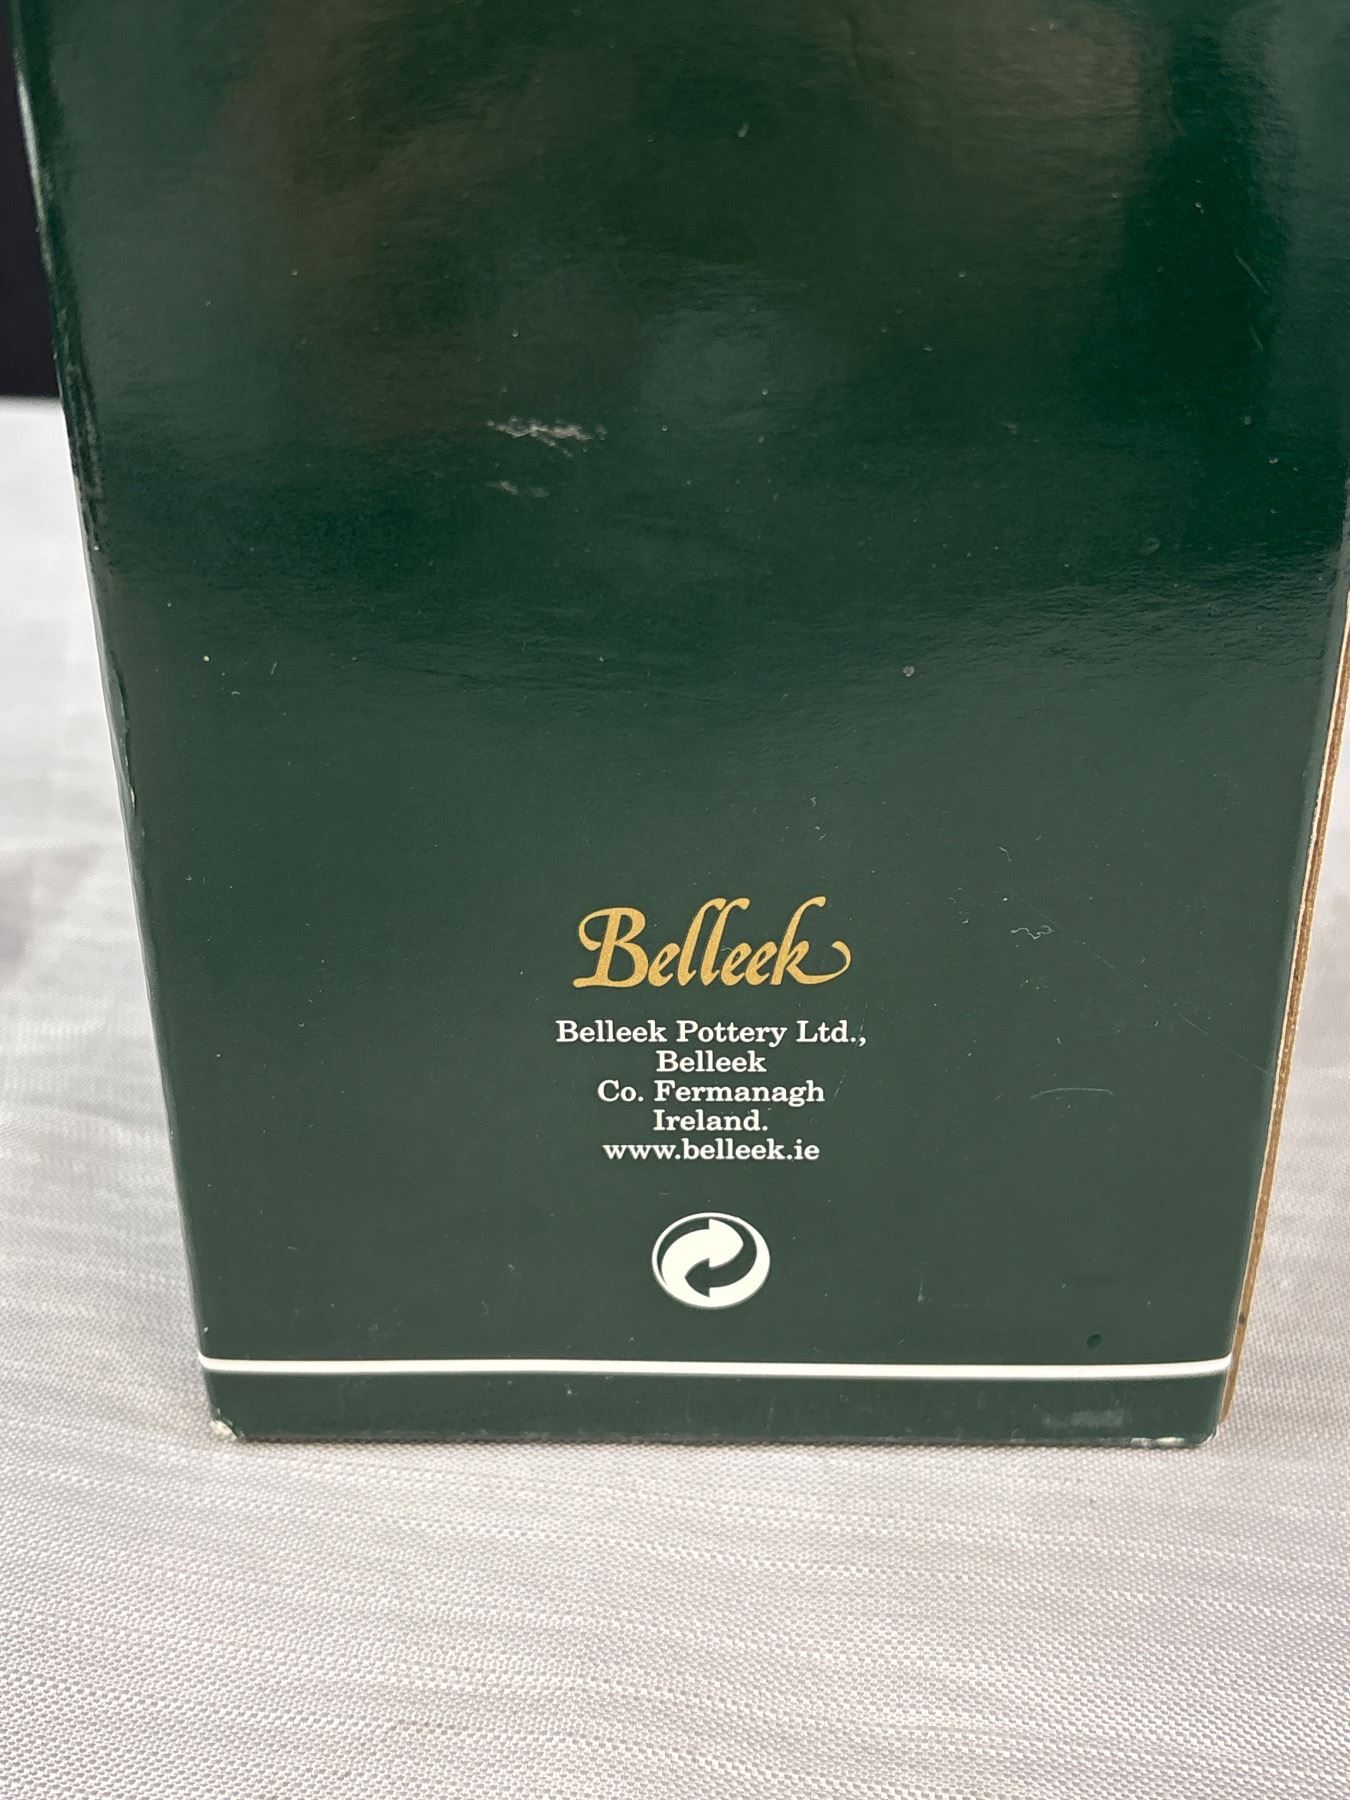 Belleek
Belleek Pottery Ltd.,
Belleek
Co. Fermanagh
Ireland.
www.belleek.ie